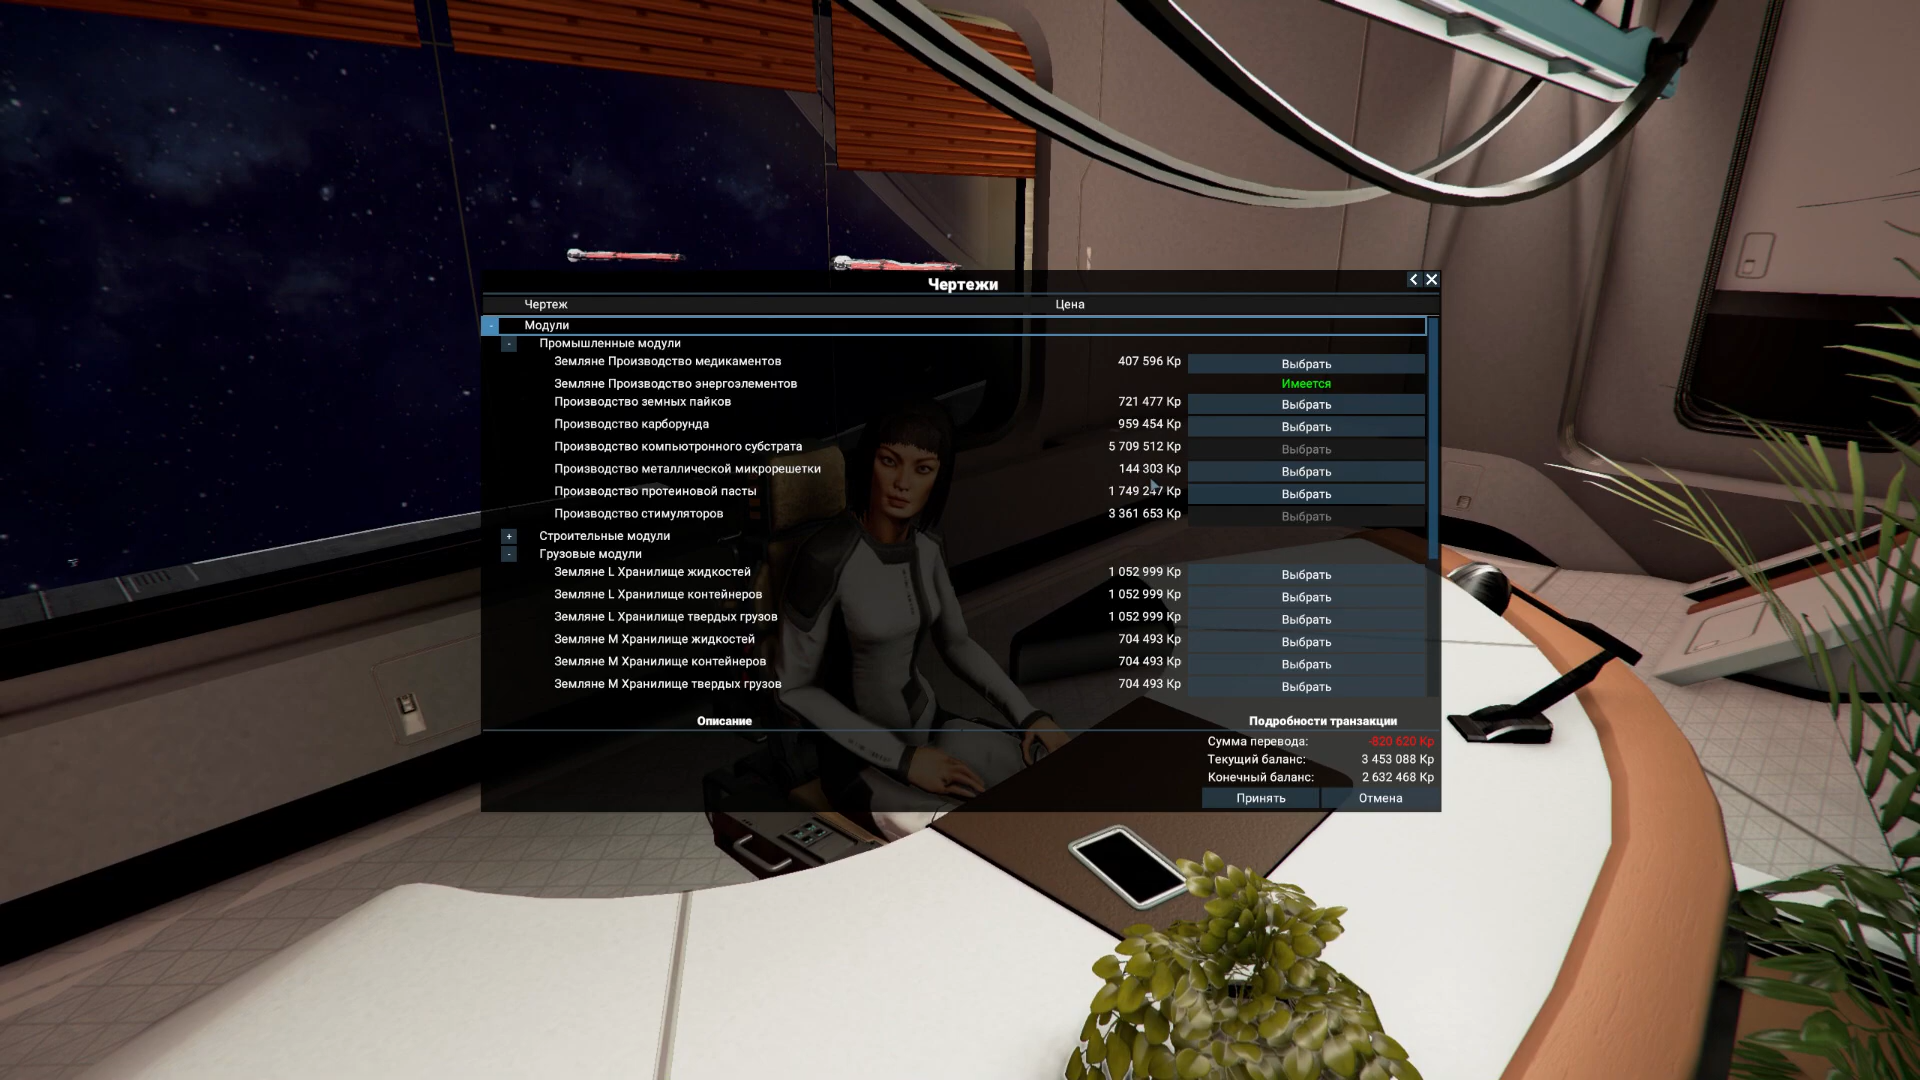 Чертежи
Чертеж Цена
- Модули
- Промышленные модули
Земляне Производство медикаментов 407 596 Кр Выбрать
Земляне Производство энергоэлементов Имеется
Производство земных пайков 721 477 Кр Выбрать
Производство карборунда 959 454 Кр Выбрать
Производство компьютронного субстрата 5 709 512 Кр Выбрать
Производство металлической микрорешетки 144 303 Кр Выбрать
Производство протеиновой пасты 1 749 247 Кр Выбрать
Производство стимуляторов 3 361 653 Кр Выбрать
+ Строительные модули
- Грузовые модули
Земляне L Хранилище жидкостей 1 052 999 Кр Выбрать
Земляне L Хранилище контейнеров 1 052 999 Кр Выбрать
Земляне L Хранилище твердых грузов 1 052 999 Кр Выбрать
Земляне M Хранилище жидкостей 704 493 Кр Выбрать
Земляне M Хранилище контейнеров 704 493 Кр Выбрать
Земляне M Хранилище твердых грузов 704 493 Кр Выбрать
Описание Подробности транзакции
Сумма перевода: -820 620 Кр
Текущий баланс: 3 453 088 Кр
Конечный баланс: 2 632 468 Кр
Принять Отмена